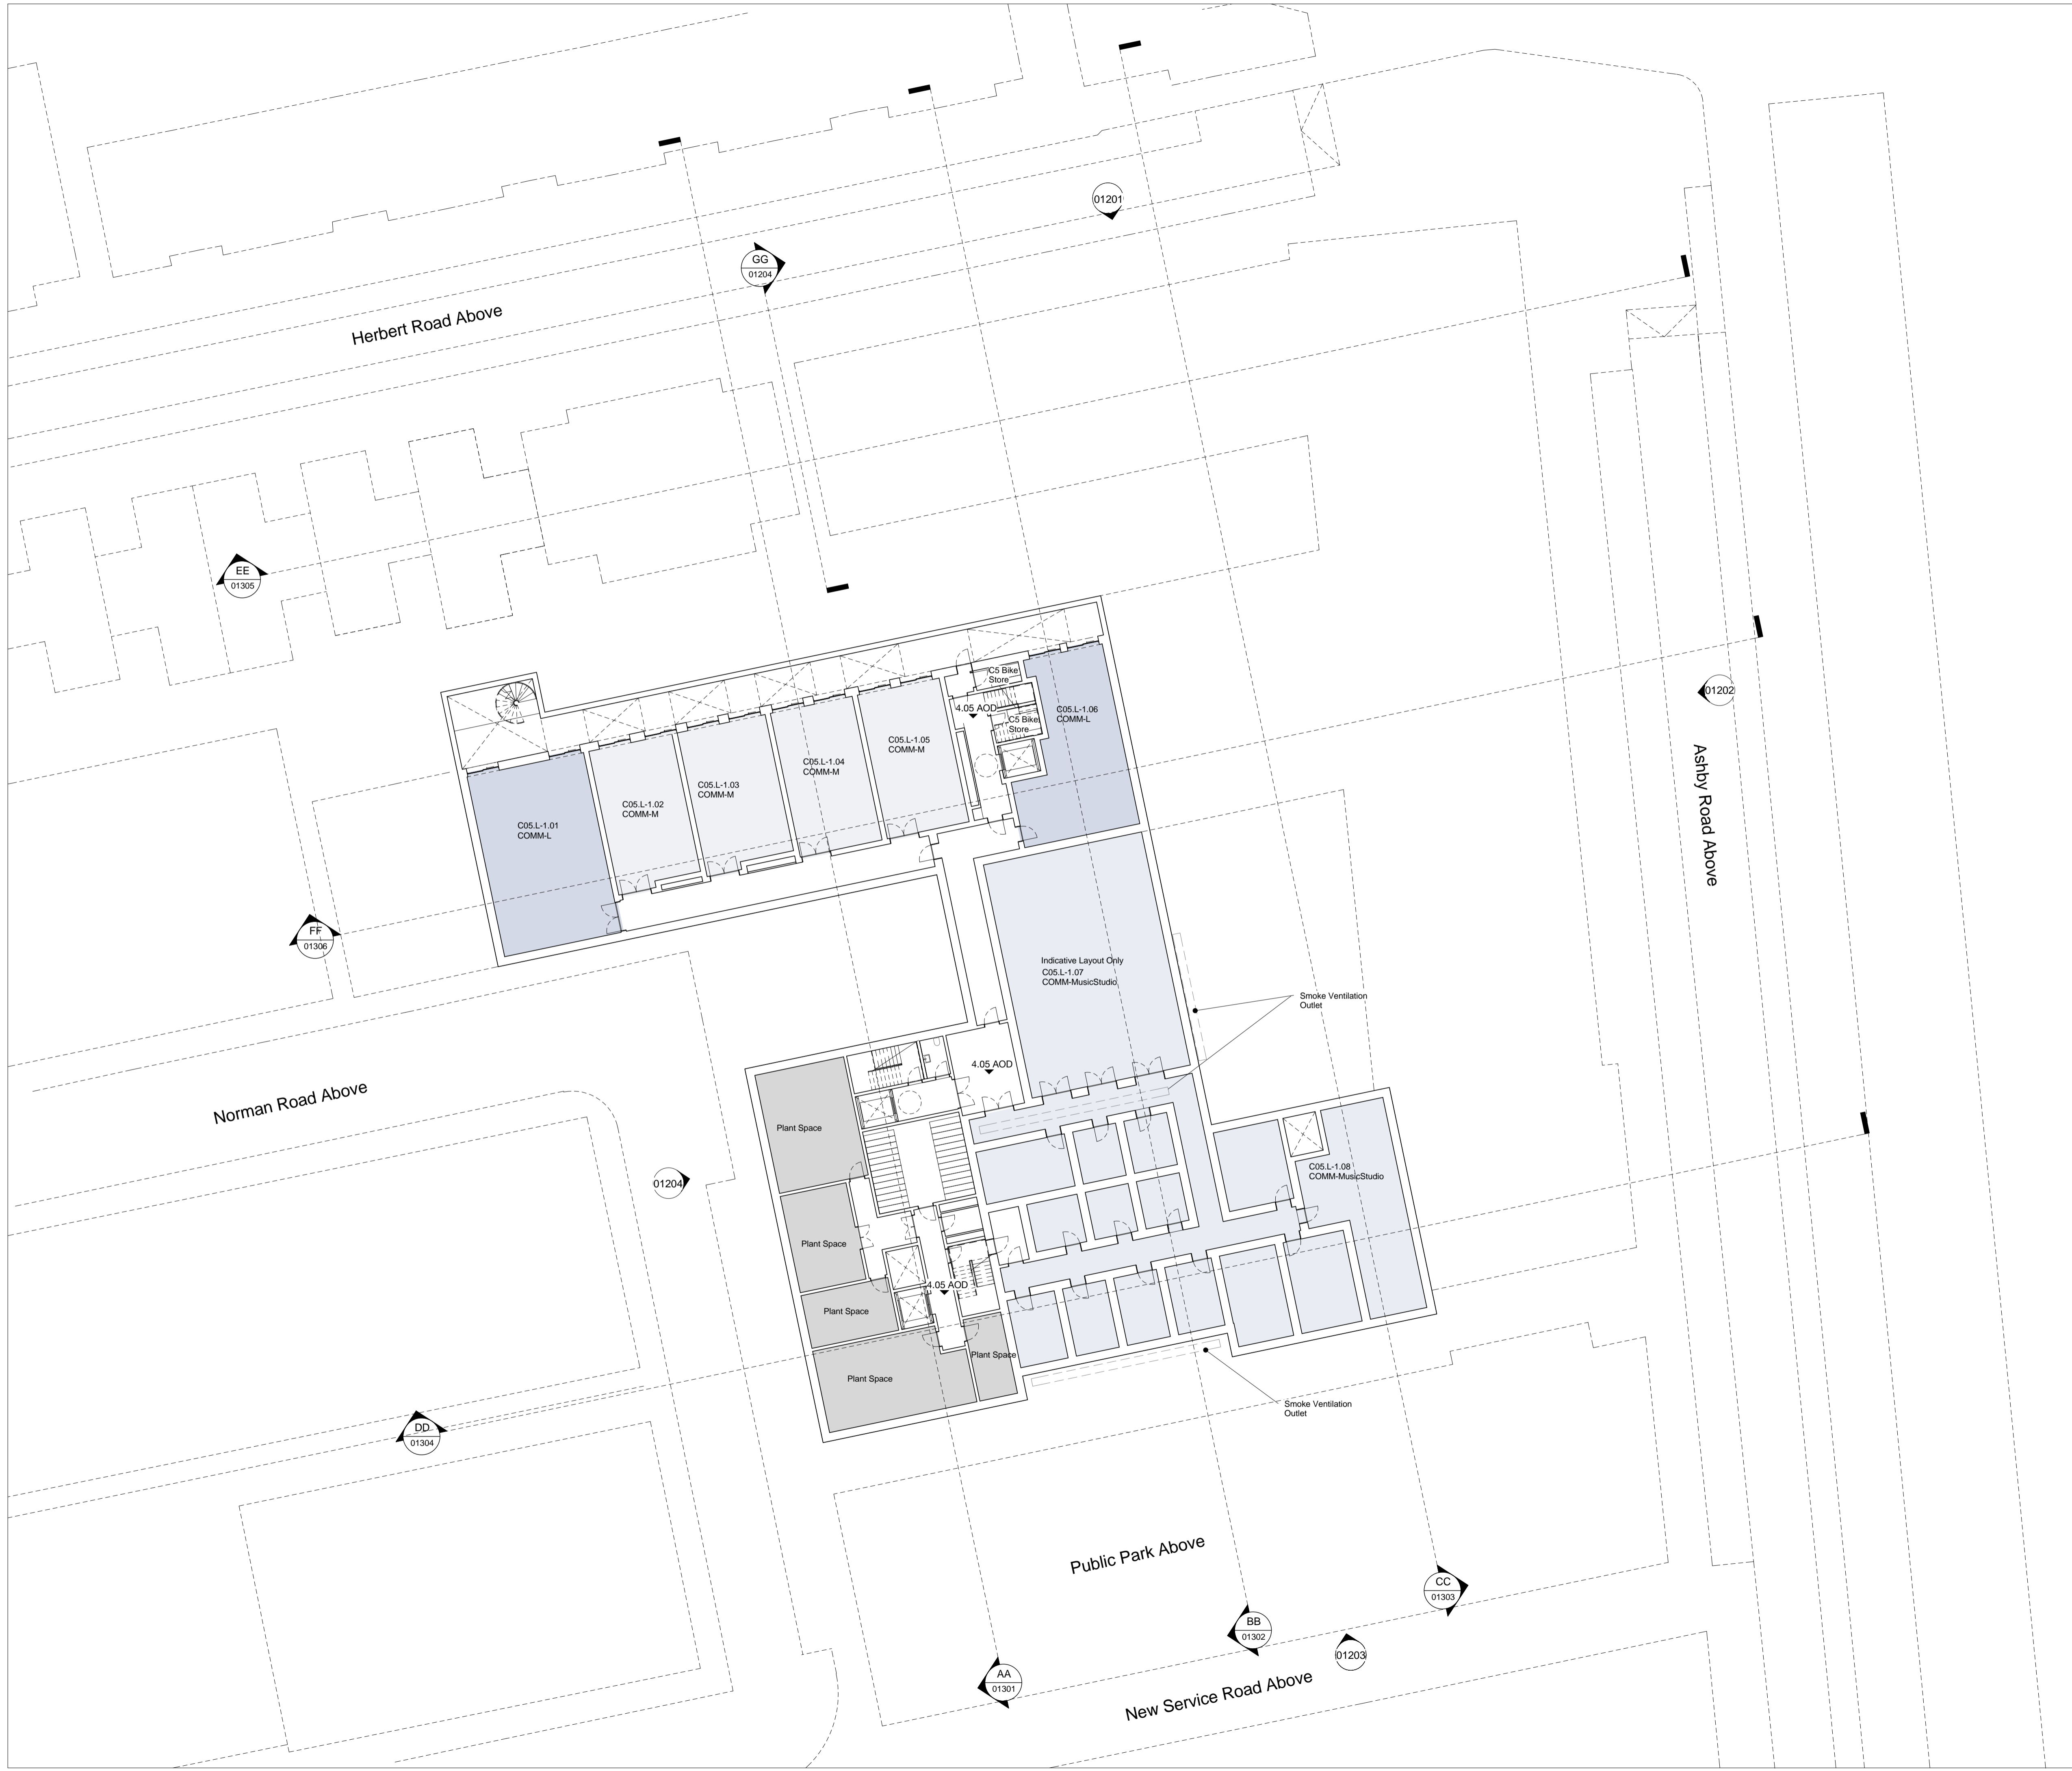 01201
GG
01204
Herbert Road Above
EE
01305
C5 Bike
Store
4.05 AOD
C5 Bike
Store
C05.L-1.06
COMM-L
01202
C05.L-1.05
COMM-M
C05.L-1.04
COMM-M
C05.L-1.03
COMM-M
C05.L-1.02
COMM-M
C05.L-1.01
COMM-L
Ashby Road Above
FF
01306
Indicative Layout Only
C05.L-1.07
COMM-MusicStudio
Smoke Ventilation
Outlet
4.05 AOD
Norman Road Above
Plant Space
01204
C05.L-1.08
COMM-MusicStudio
Plant Space
4.05 AOD
Plant Space
Plant Space
Plant Space
Smoke Ventilation
Outlet
DD
01304
Public Park Above
CC
01303
BB
01302
01203
AA
01301
New Service Road Above